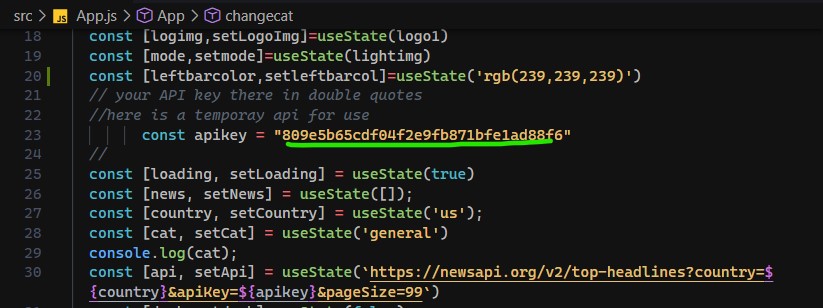 src > JS App.js > App > changecat
18 const [logimg,setLogoImg]=useState(logo1)
19 const [mode,setmode]=useState(lightimg)
20 const [leftbarcolor,setleftbarcol]=useState('rgb(239,239,239)')
21 // your API key there in double quotes
22 //here is a temporay api for use
23 const apikey = "809e5b65cdf04f2e9fb871bfe1ad88f6"
24 //
25 const [loading, setLoading] = useState(true)
26 const [news, setNews] = useState([]);
27 const [country, setCountry] = useState('us');
28 const [cat, setCat] = useState('general')
29 console.log(cat);
30 const [api, setApi] = useState(`https://newsapi.org/v2/top-headlines?country=$
{country}&apiKey=${apikey}&pageSize=99`)